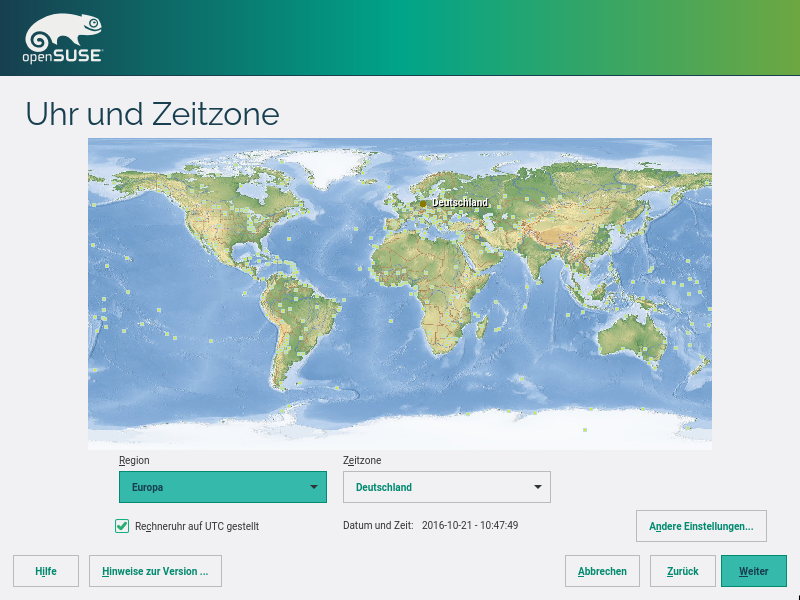 openSUSE
Uhr und Zeitzone
Deutschland
Region
Zeitzone
Europa
Deutschland
Rechneruhr auf UTC gestellt
Datum und Zeit: 2016-10-21 - 10:47:49
Andere Einstellungen...
Hilfe
Hinweise zur Version ...
Abbrechen
Zurück
Weiter